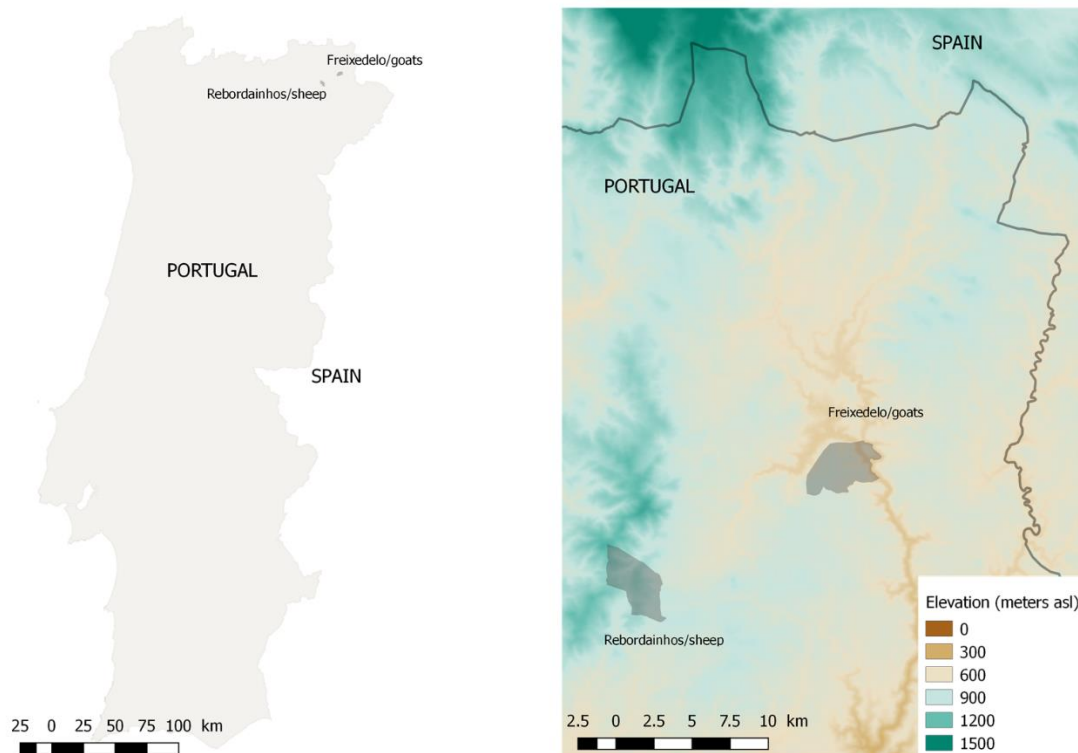 Freixedelo/goats
Rebordainhos/sheep
PORTUGAL
SPAIN
25 0 25 50 75 100 km
SPAIN
PORTUGAL
Freixedelo/goats
Rebordainhos/sheep
2.5 0 2.5 5 7.5 10 km
Elevation (meters asl)
0
300
600
900
1200
1500